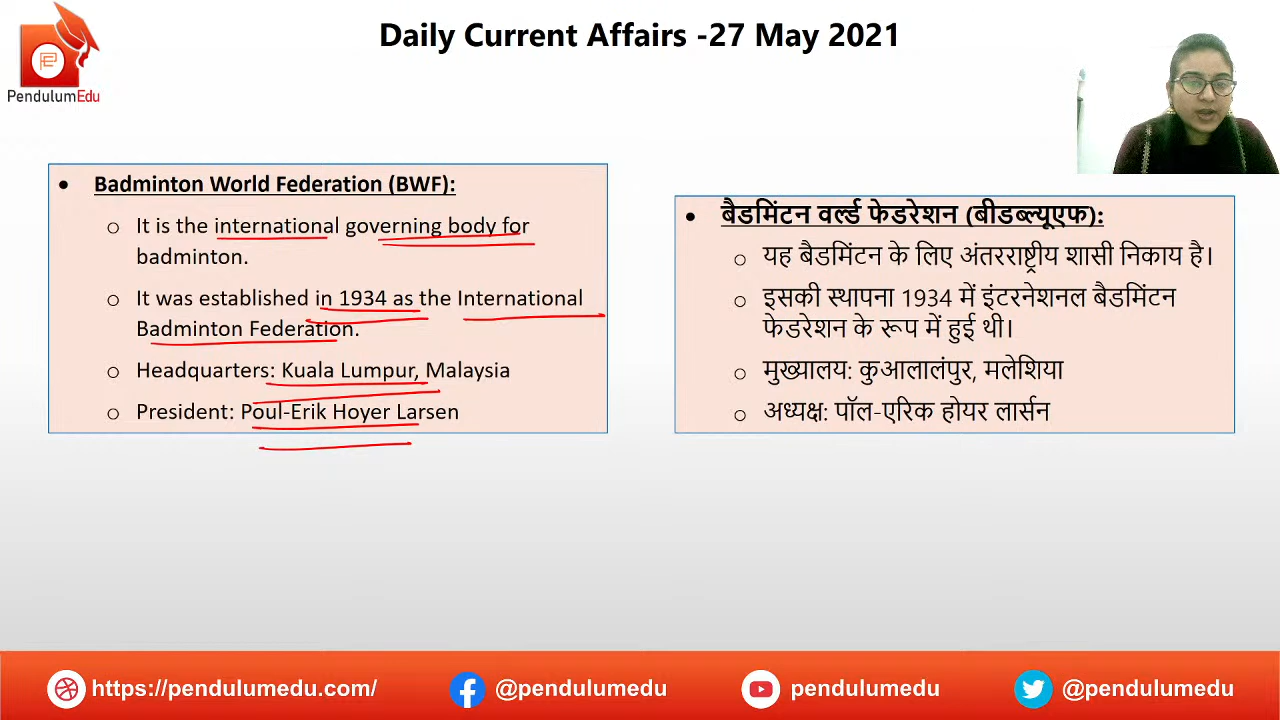 Daily Current Affairs -27 May 2021
PendulumEdu
• Badminton World Federation (BWF):
o It is the international governing body for
badminton.
o It was established in 1934 as the International
Badminton Federation.
o Headquarters: Kuala Lumpur, Malaysia
o President: Poul-Erik Hoyer Larsen
• बैडमिंटन वर्ल्ड फेडरेशन (बीडब्ल्यूएफ):
o यह बैडमिंटन के लिए अंतरराष्ट्रीय शासी निकाय है।
o इसकी स्थापना 1934 में इंटरनेशनल बैडमिंटन
फेडरेशन के रूप में हुई थी।
o मुख्यालय: कुआलालंपुर, मलेशिया
o अध्यक्ष: पॉल-एरिक होयर लार्सन
https://pendulumedu.com/
@pendulumedu
pendulumedu
@pendulumedu